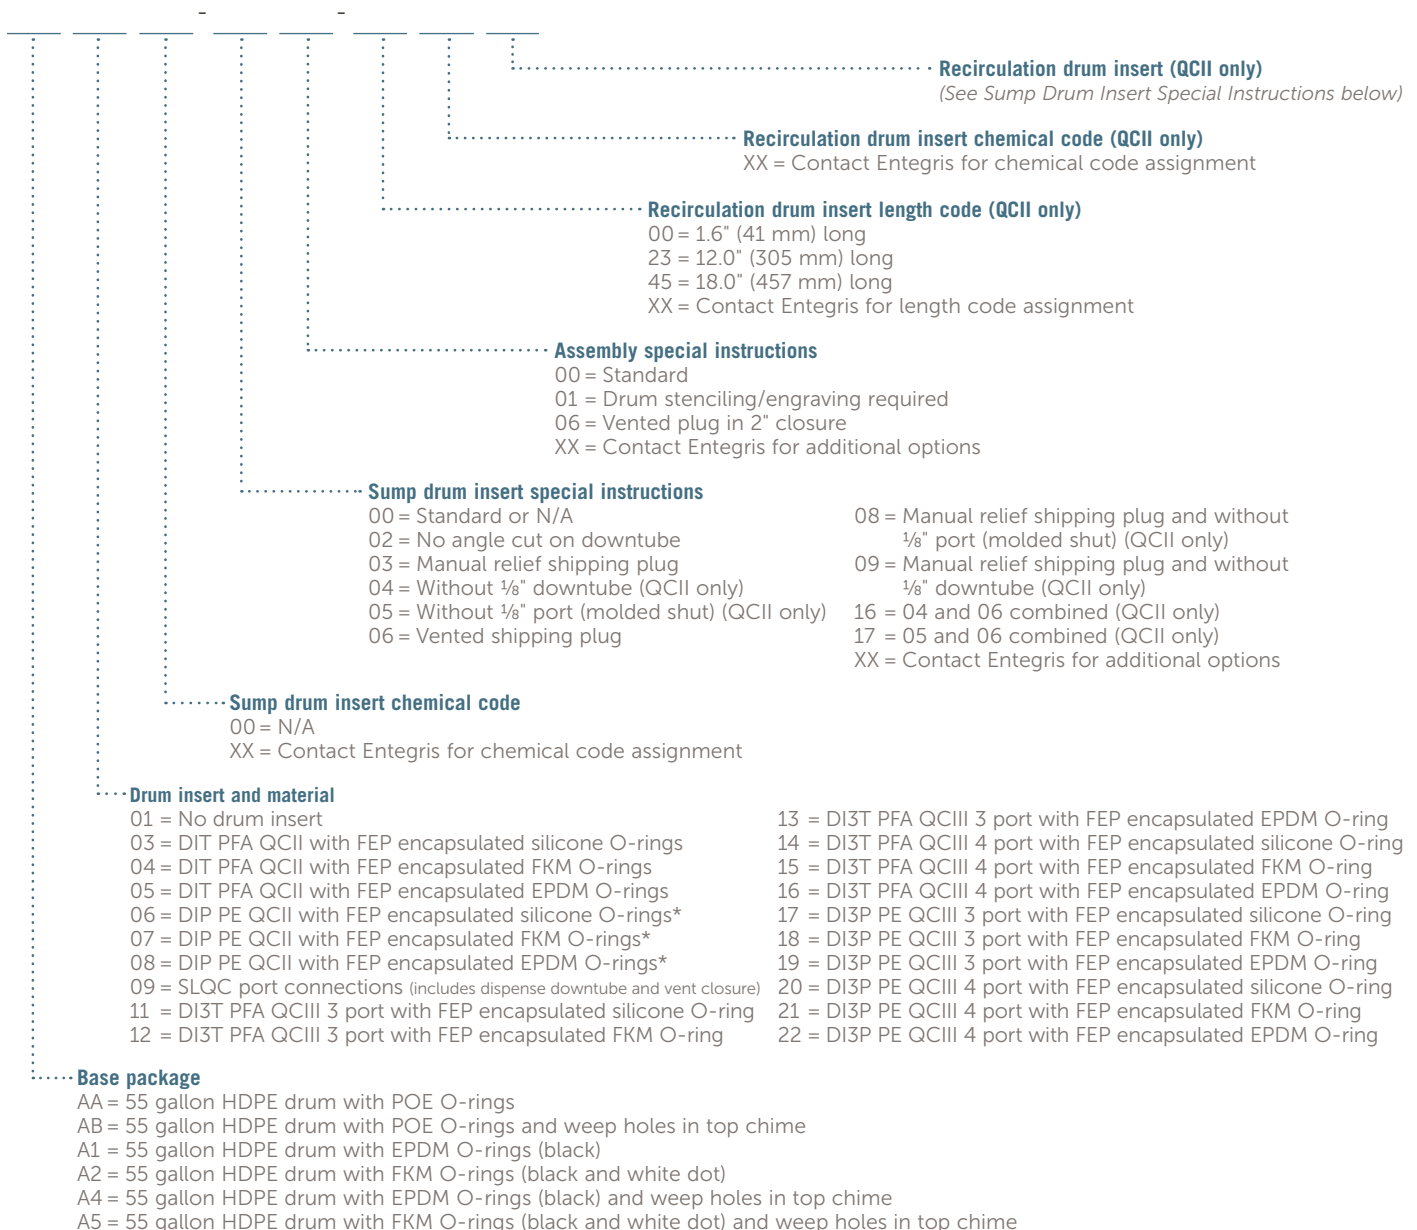 - -
Recirculation drum insert (QCII only)
(See Sump Drum Insert Special Instructions below)
Recirculation drum insert chemical code (QCII only)
XX = Contact Entegris for chemical code assignment
Recirculation drum insert length code (QCII only)
00 = 1.6" (41 mm) long
23 = 12.0" (305 mm) long
45 = 18.0" (457 mm) long
XX = Contact Entegris for length code assignment
Assembly special instructions
00 = Standard
01 = Drum stenciling/engraving required
06 = Vented plug in 2" closure
XX = Contact Entegris for additional options
Sump drum insert special instructions
00 = Standard or N/A
02 = No angle cut on downtube
03 = Manual relief shipping plug
04 = Without ⅛" downtube (QCII only)
05 = Without ⅛" port (molded shut) (QCII only)
06 = Vented shipping plug
08 = Manual relief shipping plug and without
⅛" port (molded shut) (QCII only)
09 = Manual relief shipping plug and without
⅛" downtube (QCII only)
16 = 04 and 06 combined (QCII only)
17 = 05 and 06 combined (QCII only)
XX = Contact Entegris for additional options
Sump drum insert chemical code
00 = N/A
XX = Contact Entegris for chemical code assignment
Drum insert and material
01 = No drum insert
03 = DIT PFA QCII with FEP encapsulated silicone O-rings
04 = DIT PFA QCII with FEP encapsulated FKM O-rings
05 = DIT PFA QCII with FEP encapsulated EPDM O-rings
06 = DIP PE QCII with FEP encapsulated silicone O-rings*
07 = DIP PE QCII with FEP encapsulated FKM O-rings*
08 = DIP PE QCII with FEP encapsulated EPDM O-rings*
09 = SLQC port connections (includes dispense downtube and vent closure)
11 = DI3T PFA QCIII 3 port with FEP encapsulated silicone O-ring
12 = DI3T PFA QCIII 3 port with FEP encapsulated FKM O-ring
13 = DI3T PFA QCIII 3 port with FEP encapsulated EPDM O-ring
14 = DI3T PFA QCIII 4 port with FEP encapsulated silicone O-ring
15 = DI3T PFA QCIII 4 port with FEP encapsulated FKM O-ring
16 = DI3T PFA QCIII 4 port with FEP encapsulated EPDM O-ring
17 = DI3P PE QCIII 3 port with FEP encapsulated silicone O-ring
18 = DI3P PE QCIII 3 port with FEP encapsulated FKM O-ring
19 = DI3P PE QCIII 3 port with FEP encapsulated EPDM O-ring
20 = DI3P PE QCIII 4 port with FEP encapsulated silicone O-ring
21 = DI3P PE QCIII 4 port with FEP encapsulated FKM O-ring
22 = DI3P PE QCIII 4 port with FEP encapsulated EPDM O-ring
Base package
AA = 55 gallon HDPE drum with POE O-rings
AB = 55 gallon HDPE drum with POE O-rings and weep holes in top chime
A1 = 55 gallon HDPE drum with EPDM O-rings (black)
A2 = 55 gallon HDPE drum with FKM O-rings (black and white dot)
A4 = 55 gallon HDPE drum with EPDM O-rings (black) and weep holes in top chime
A5 = 55 gallon HDPE drum with FKM O-rings (black and white dot) and weep holes in top chime